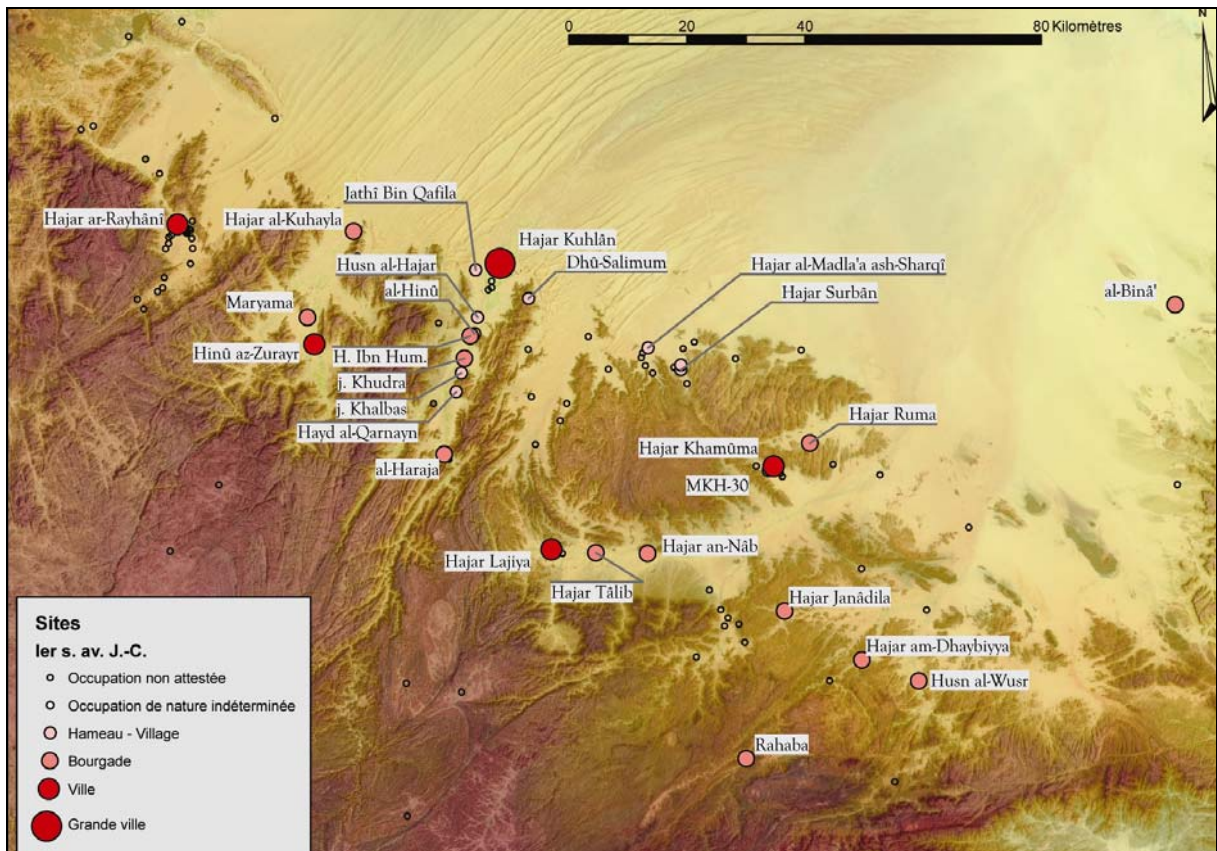 N
0 20 40 80 Kilomètres
Jathî Bin Qafila
Hajar ar-Rayhânî
Hajar al-Kuhayla
Hajar Kuhlân
Husn al-Hajar
Dhû-Salimum
Hajar al-Madla'a ash-Sharqî
al-Hinû
Hajar Surbân
al-Binâ'
Maryama
Hinû az-Zurayr
H. Ibn Hum.
j. Khudra
j. Khalbas
Hayd al-Qarnayn
Hajar Ruma
Hajar Khamûma
al-Haraja
MKH-30
Hajar Lajiya
Hajar an-Nâb
Hajar Tâlib
Hajar Janâdila
Hajar am-Dhaybiyya
Husn al-Wusr
Rahaba
Sites
Ier s. av. J.-C.
Occupation non attestée
Occupation de nature indéterminée
Hameau - Village
Bourgade
Ville
Grande ville